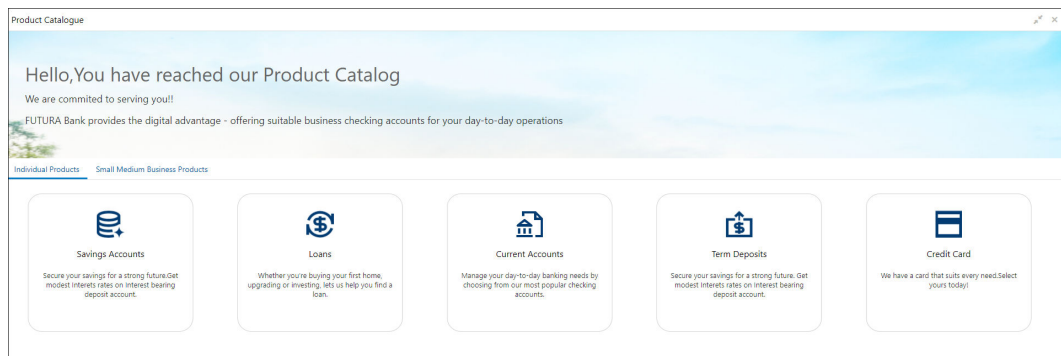 Product Catalogue
Hello,You have reached our Product Catalog
We are commited to serving you!!
FUTURA Bank provides the digital advantage - offering suitable business checking accounts for your day-to-day operations
Individual Products
Small Medium Business Products
Savings Accounts
Secure your savings for a strong future.Get
modest Interets rates on Interest bearing
deposit account.
Loans
Whether you're buying your first home,
upgrading or investing, lets us help you find a
loan.
Current Accounts
Manage your day-to-day banking needs by
choosing from our most popular checking
accounts.
Term Deposits
Secure your savings for a strong future. Get
modest Interets rates on Interest bearing
deposit account.
Credit Card
We have a card that suits every need.Select
yours today!